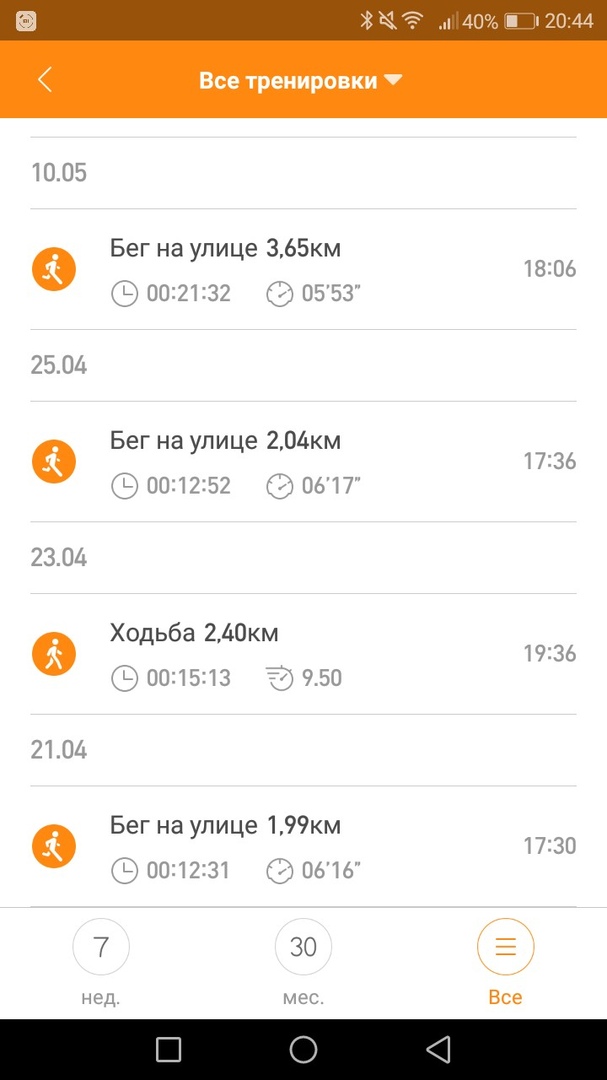 40% 20:44
Все тренировки
10.05
Бег на улице 3,65км
00:21:32 05'53"
18:06
25.04
Бег на улице 2,04км
00:12:52 06'17"
17:36
23.04
Ходьба 2,40км
00:15:13 9.50
19:36
21.04
Бег на улице 1,99км
00:12:31 06'16"
17:30
7 30
нед. мес. Все